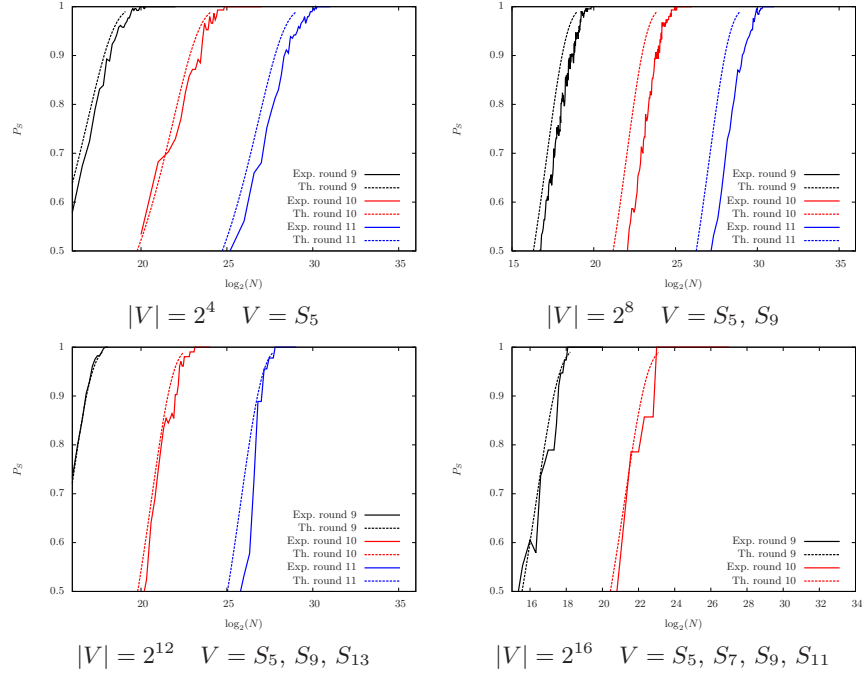 1
0.9
0.8
0.7
0.6
0.5
P_S
20 25 30 35
log₂(N)
Exp. round 9
Th. round 9
Exp. round 10
Th. round 10
Exp. round 11
Th. round 11
|V| = 2⁴ V = S₅
1
0.9
0.8
0.7
0.6
0.5
P_S
15 20 25 30 35
log₂(N)
Exp. round 9
Th. round 9
Exp. round 10
Th. round 10
Exp. round 11
Th. round 11
|V| = 2⁸ V = S₅, S₉
1
0.9
0.8
0.7
0.6
0.5
P_S
20 25 30 35
log₂(N)
Exp. round 9
Th. round 9
Exp. round 10
Th. round 10
Exp. round 11
Th. round 11
|V| = 2¹² V = S₅, S₉, S₁₃
1
0.9
0.8
0.7
0.6
0.5
P_S
16 18 20 22 24 26 28 30 32 34
log₂(N)
Exp. round 9
Th. round 9
Exp. round 10
Th. round 10
|V| = 2¹⁶ V = S₅, S₇, S₉, S₁₁